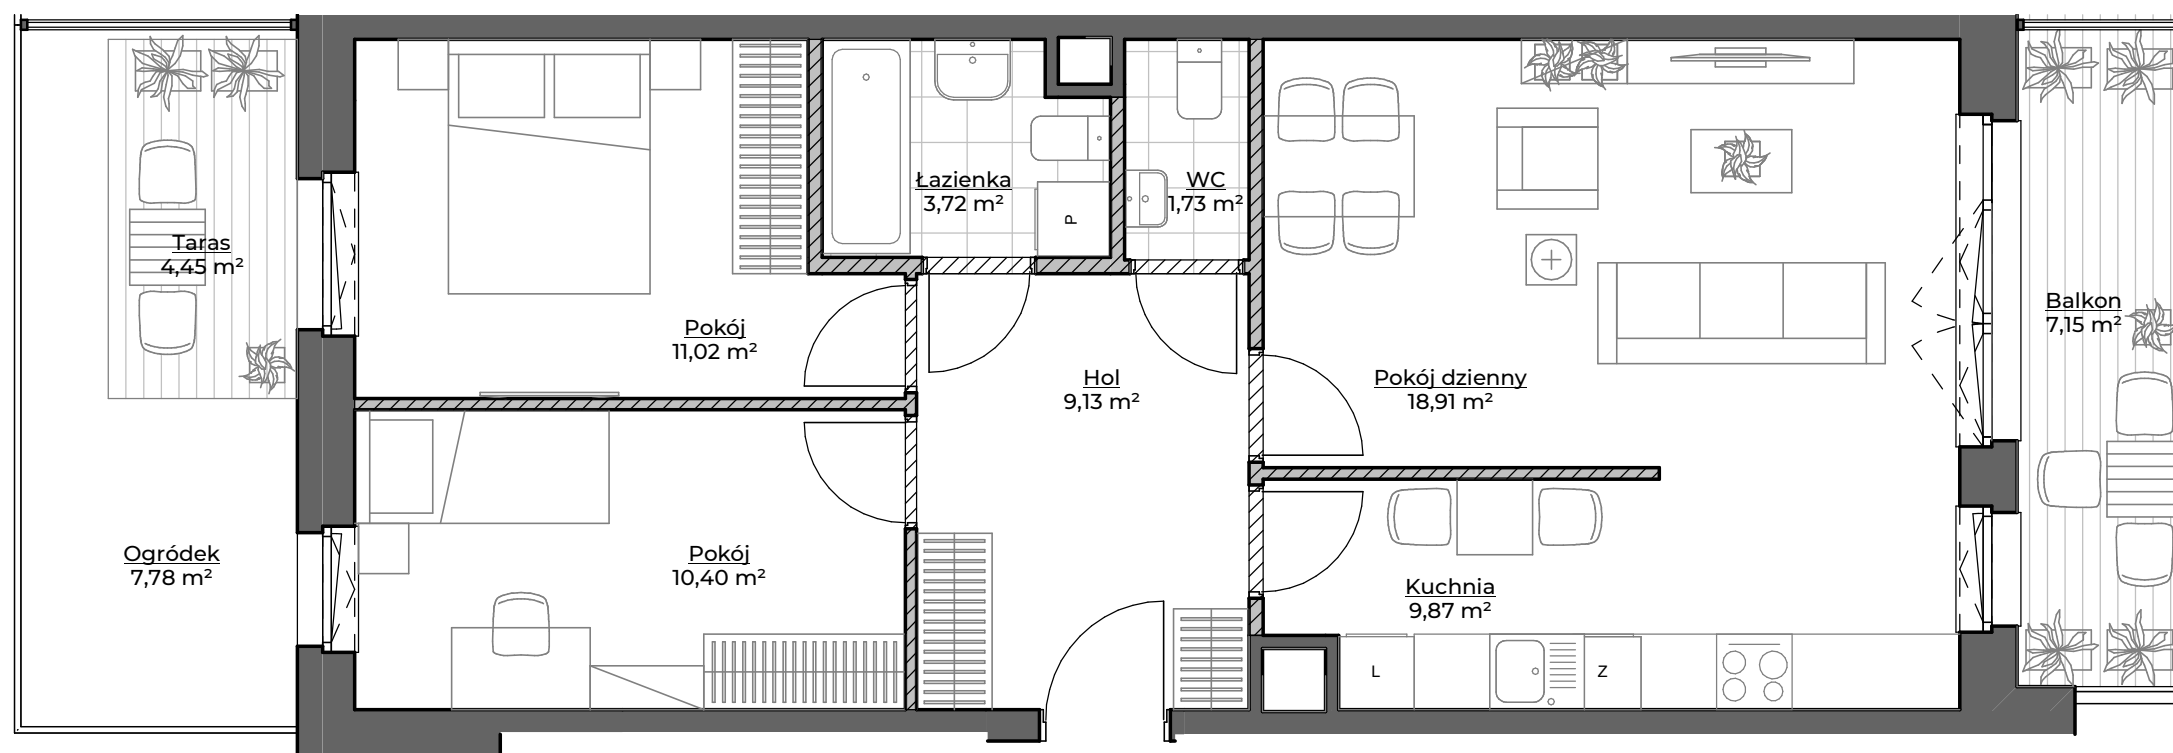 Łazienka
3,72 m²
WC
1,73 m²
P
Taras
4,45 m²
Pokój
11,02 m²
Hol
9,13 m²
Pokój dzienny
18,91 m²
Balkon
7,15 m²
Ogródek
7,78 m²
Pokój
10,40 m²
Kuchnia
9,87 m²
L
Z